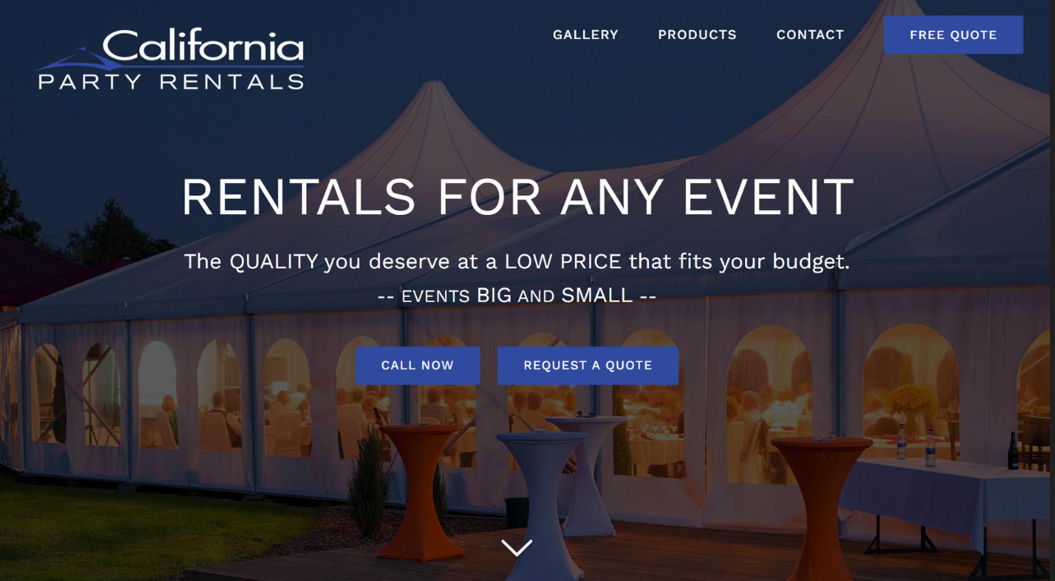 California
PARTY RENTALS
GALLERY PRODUCTS CONTACT FREE QUOTE
RENTALS FOR ANY EVENT
The QUALITY you deserve at a LOW PRICE that fits your budget.
-- EVENTS BIG AND SMALL --
CALL NOW REQUEST A QUOTE